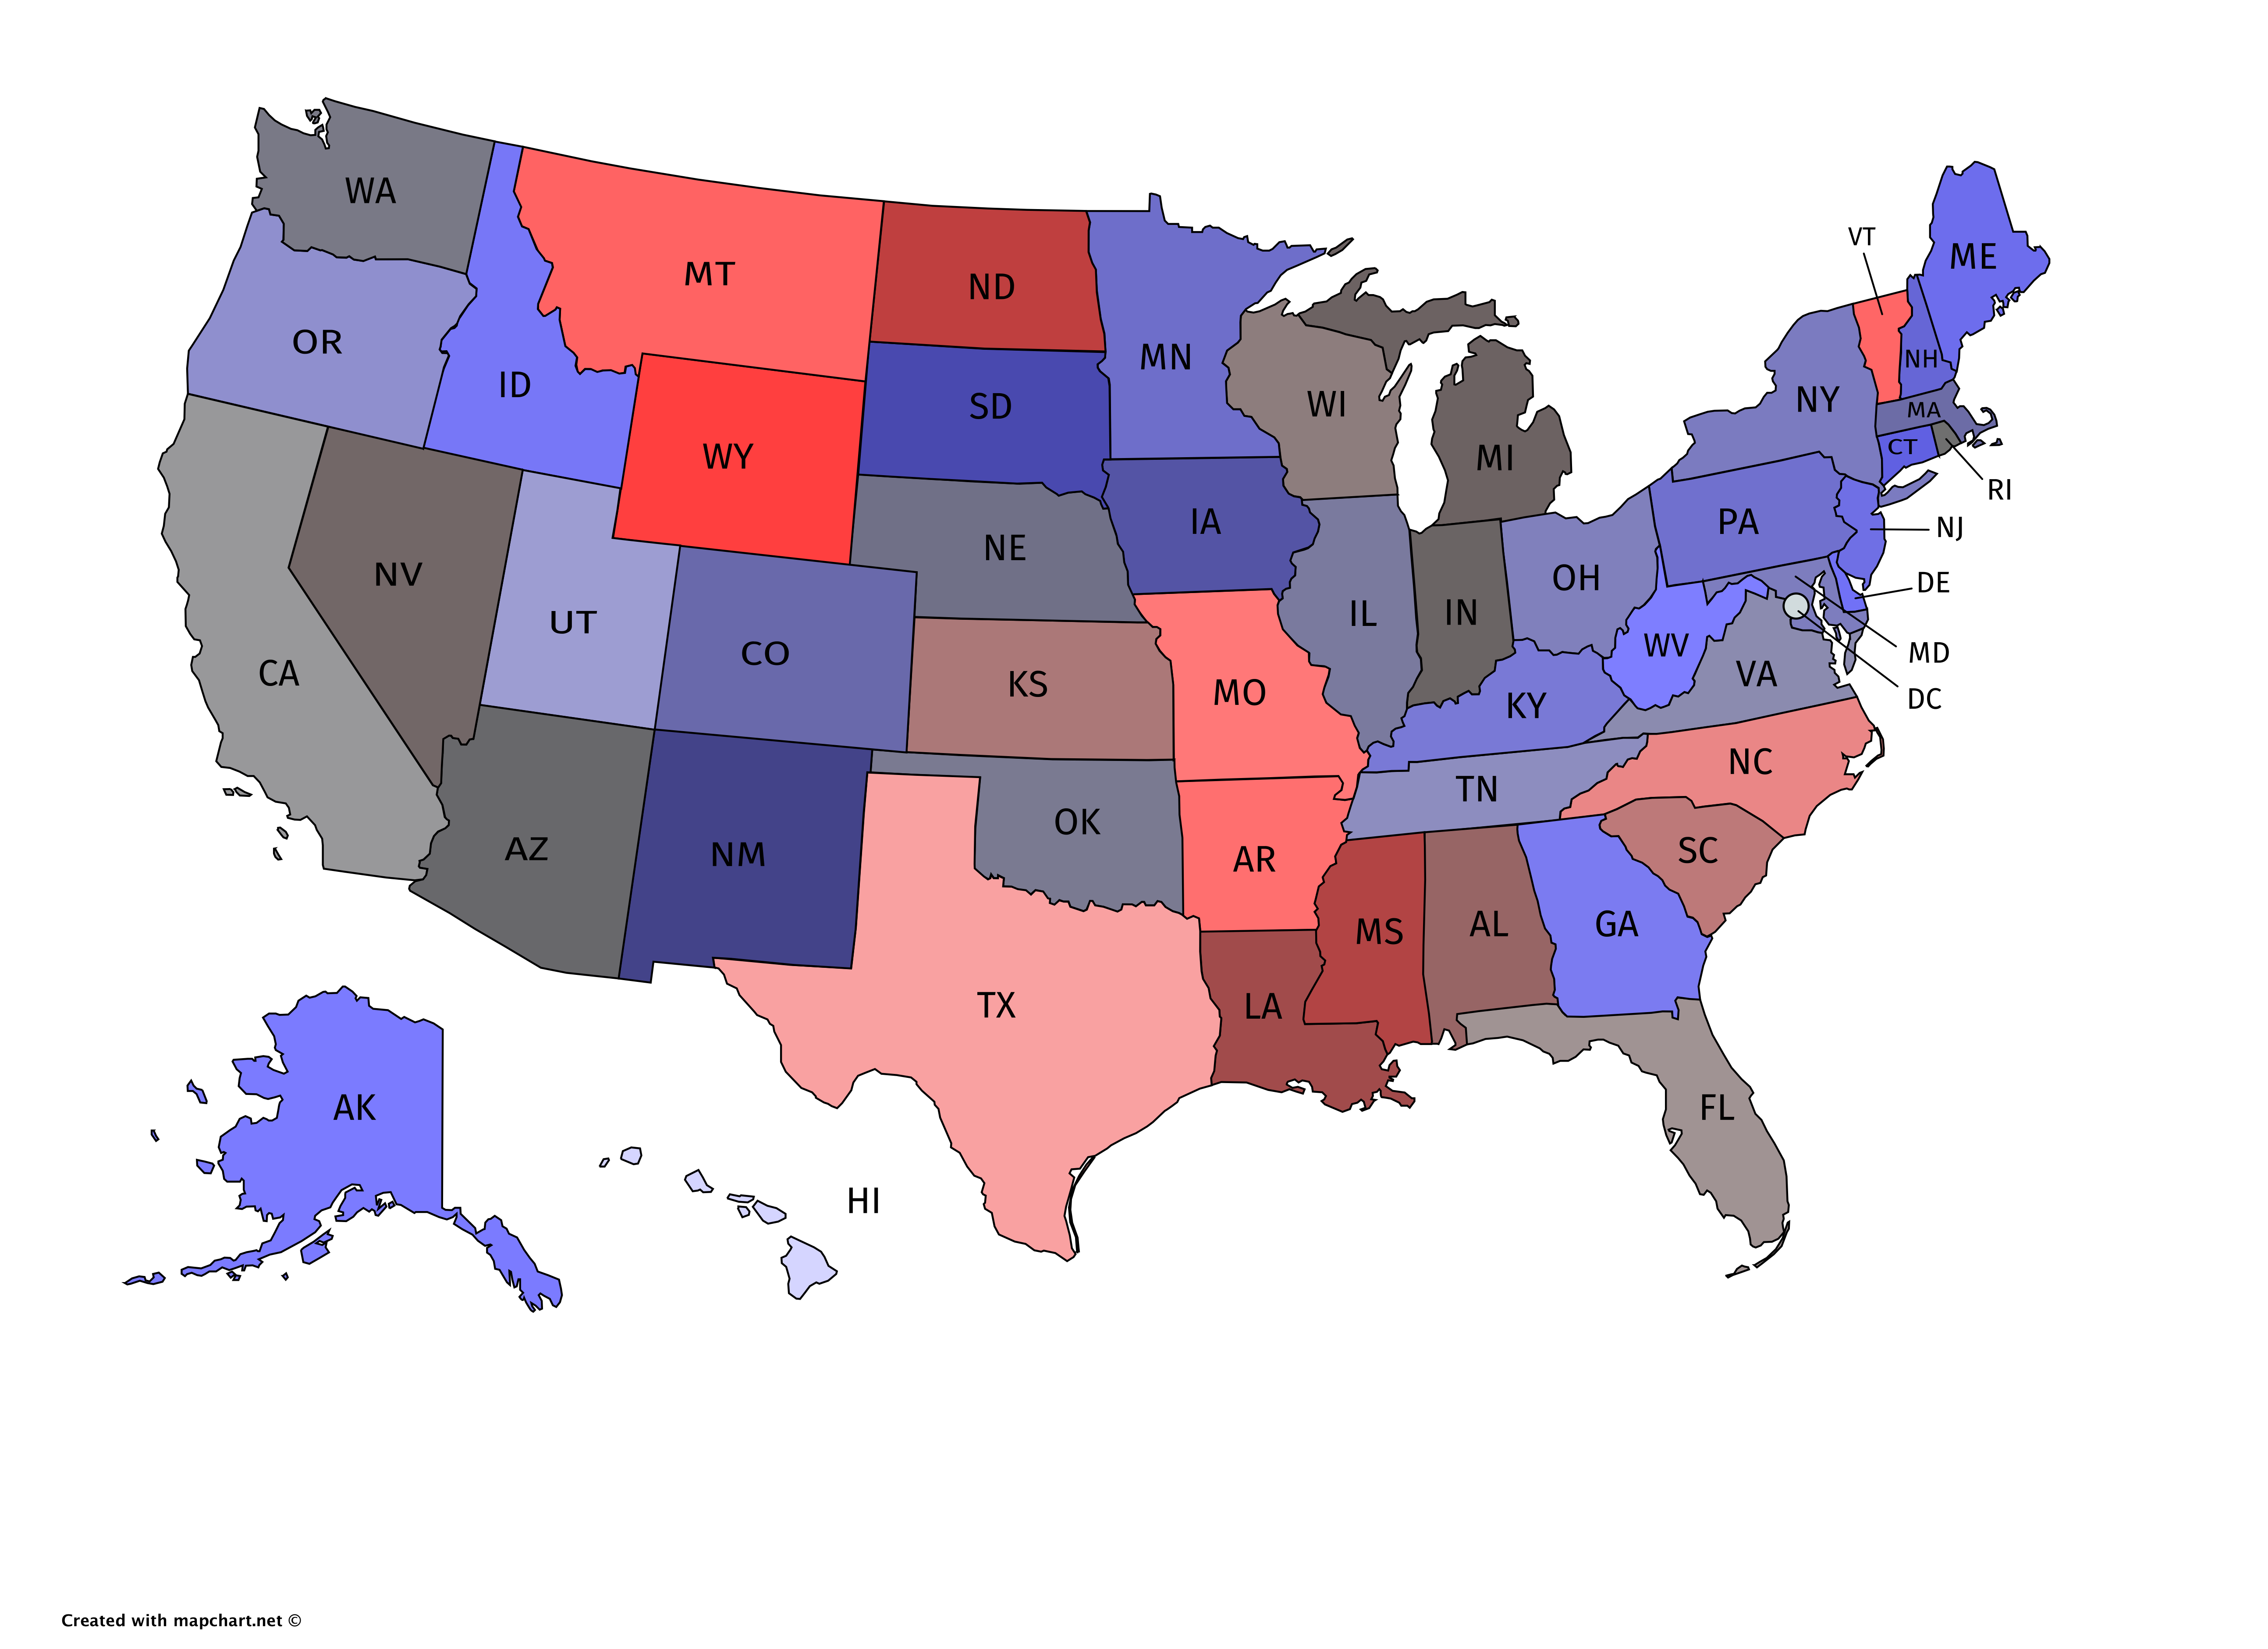 WA
MT
ND
MN
VT
ME
OR
ID
SD
WI
NH
NY
MA
WY
MI
CT
RI
IA
PA
NJ
NE
NV
OH
DE
UT
IL
IN
CO
WV
MD
CA
KS
MO
VA
DC
KY
NC
TN
OK
AZ
NM
AR
SC
MS
AL
GA
TX
LA
AK
FL
HI
Created with mapchart.net ©